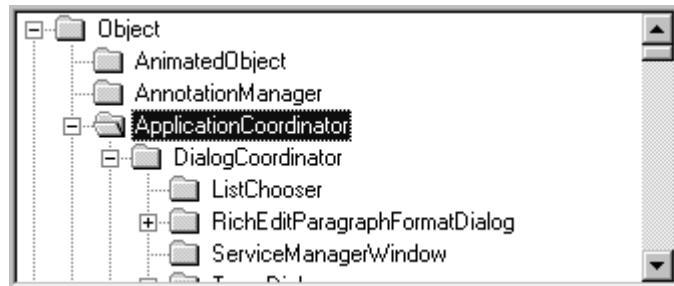 Object
AnimatedObject
AnnotationManager
ApplicationCoordinator
DialogCoordinator
ListChooser
RichEditParagraphFormatDialog
ServiceManagerWindow